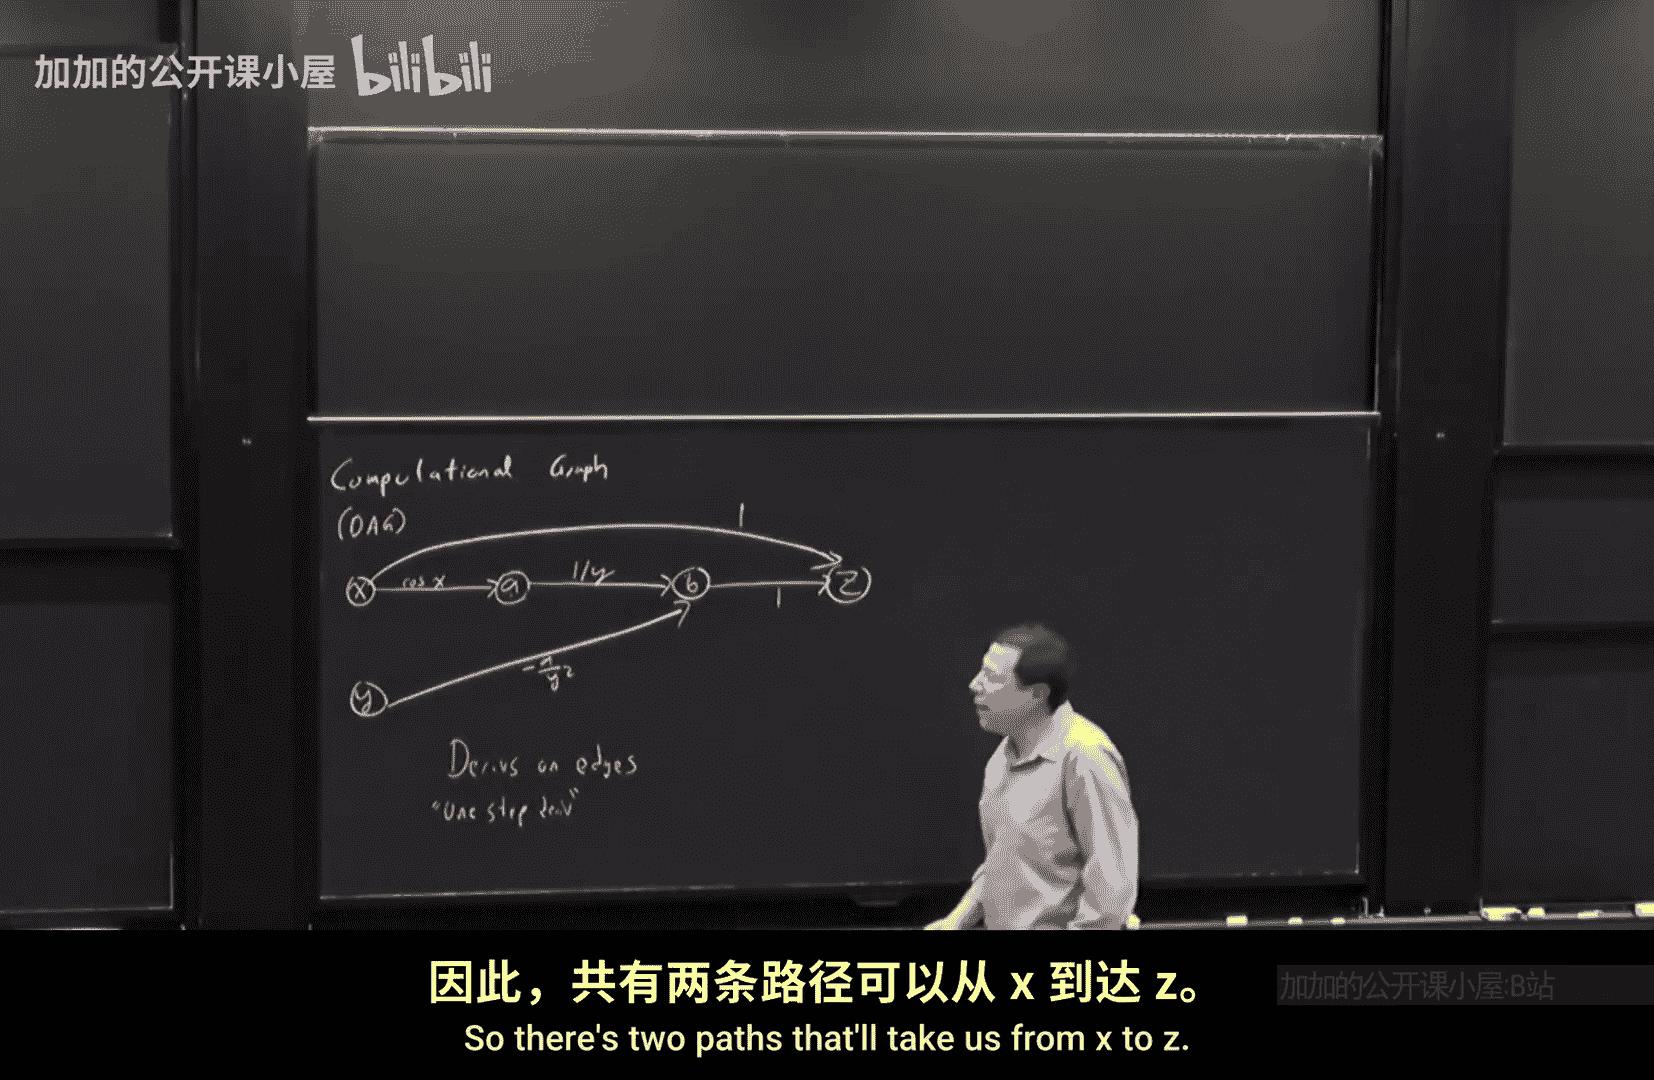 加加的公开课小屋 bilibili
Computational Graph
(DAG)
1
x cos x a 1/y b 1 z
y -a/y²
Derivs on edges
"One step deriv"
因此，共有两条路径可以从 x 到达 z。
加加的公开课小屋:B站
So there's two paths that'll take us from x to z.